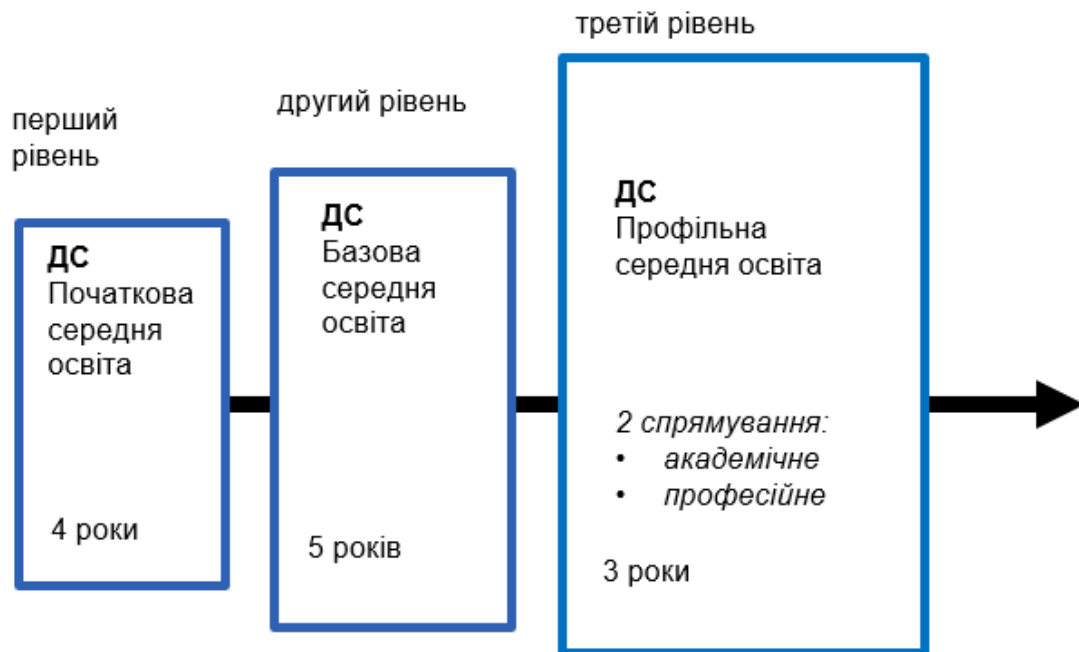 перший
рівень
ДС
Початкова
середня
освіта
4 роки
другий рівень
ДС
Базова
середня
освіта
5 років
третій рівень
ДС
Профільна
середня освіта
2 спрямування:
• академічне
• професійне
3 роки